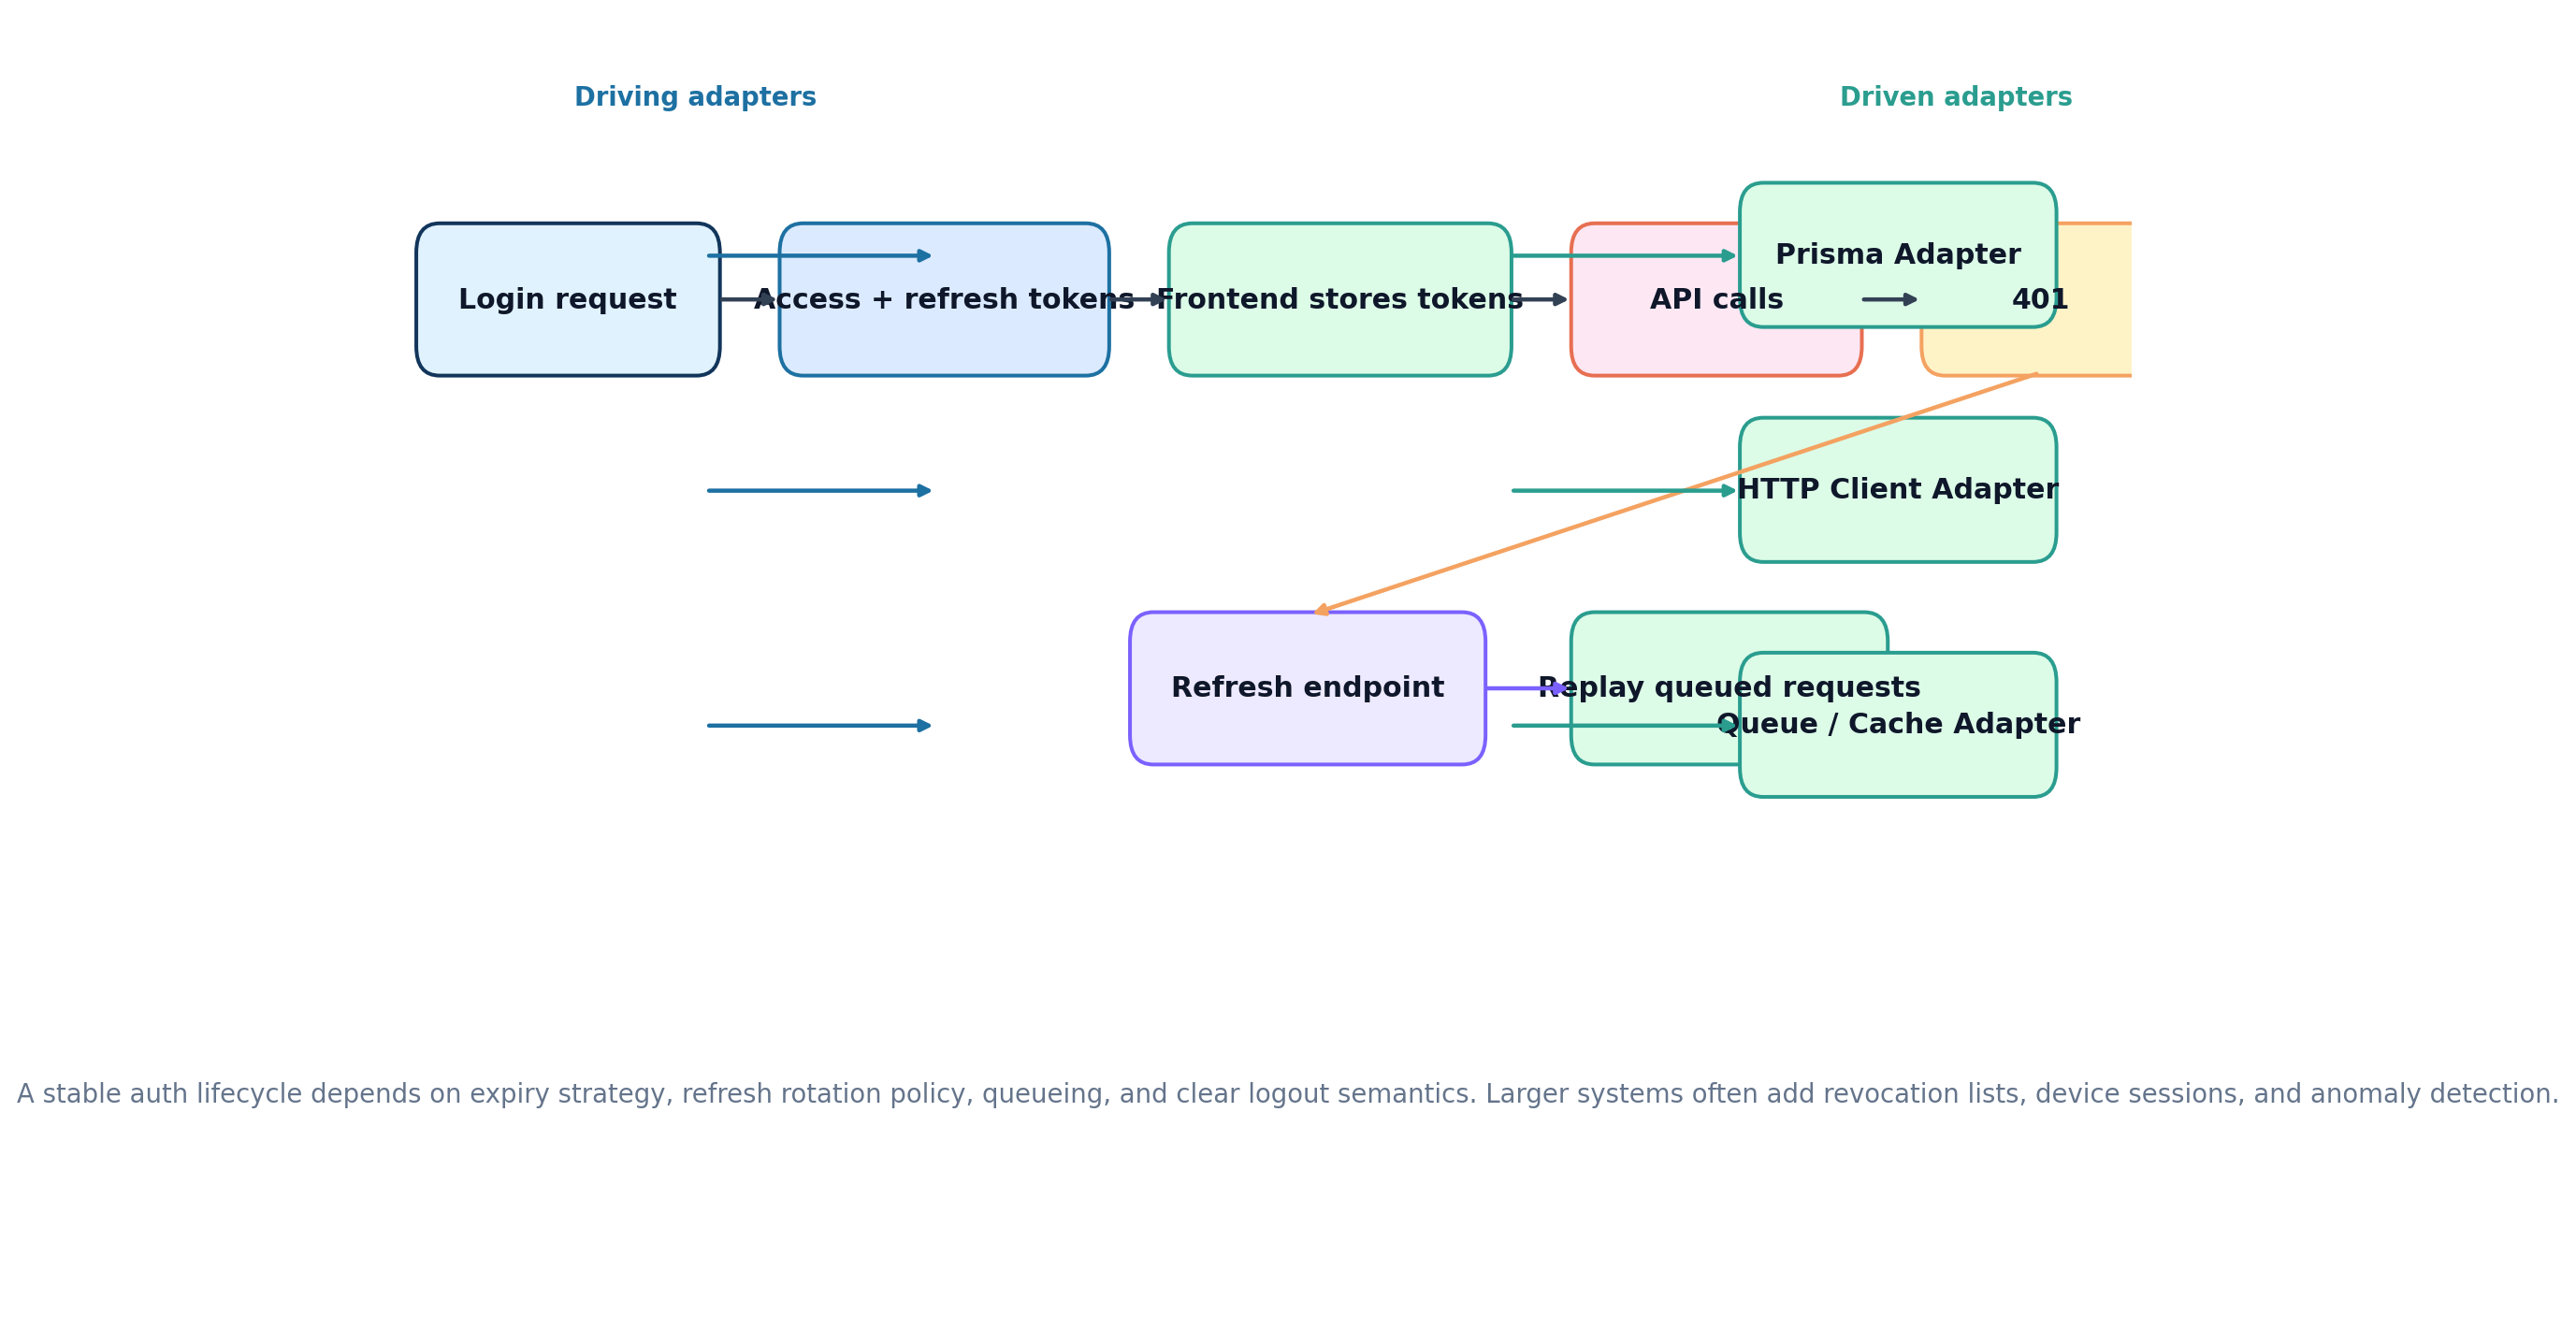 Driving adapters
Driven adapters
Prisma Adapter
Login request
Access + refresh tokens
Frontend stores tokens
API calls
401
HTTP Client Adapter
Refresh endpoint
Replay queued requests
Queue / Cache Adapter
A stable auth lifecycle depends on expiry strategy, refresh rotation policy, queueing, and clear logout semantics. Larger systems often add revocation lists, device sessions, and anomaly detection.